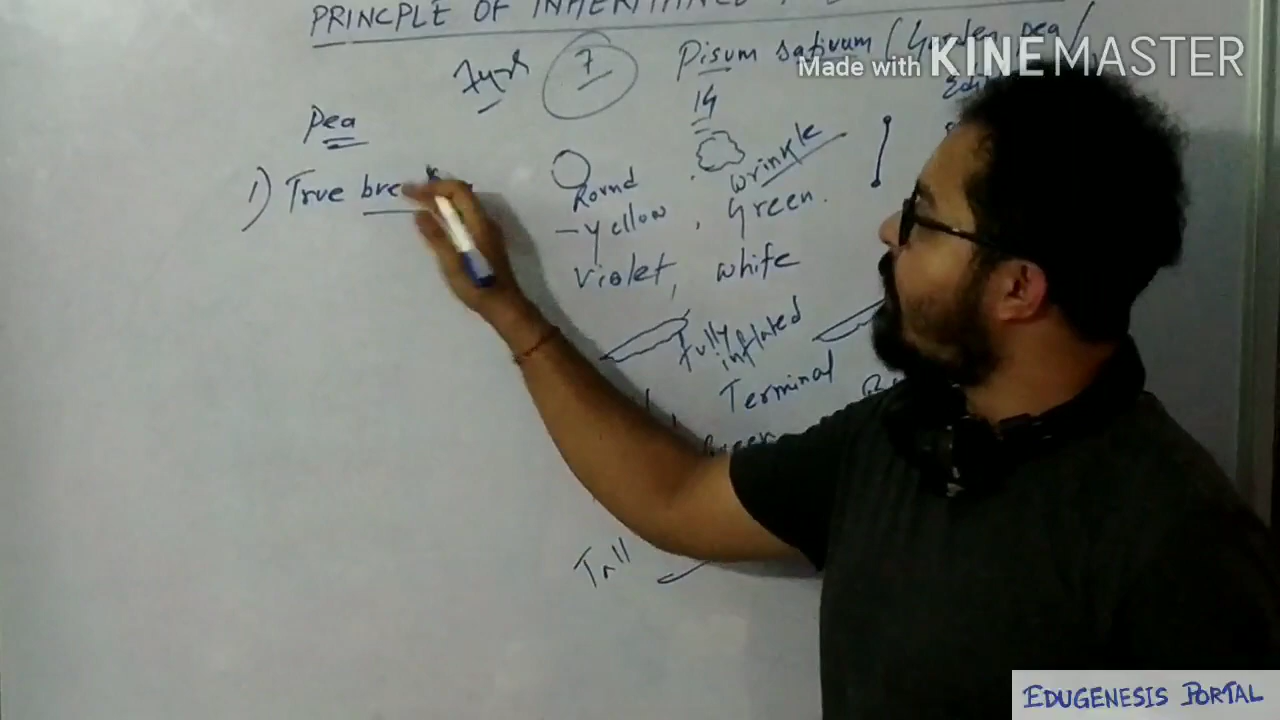 PRINCPLE OF INHERITANCE
7
Pisum sativum / Garden pea /
Made with KINEMASTER
14
Pea
1) True bre
Round
wrinkle
- yellow , Green .
violet , white
Fully
inflated
Terminal
Green
Tall
EDUGENESIS PORTAL